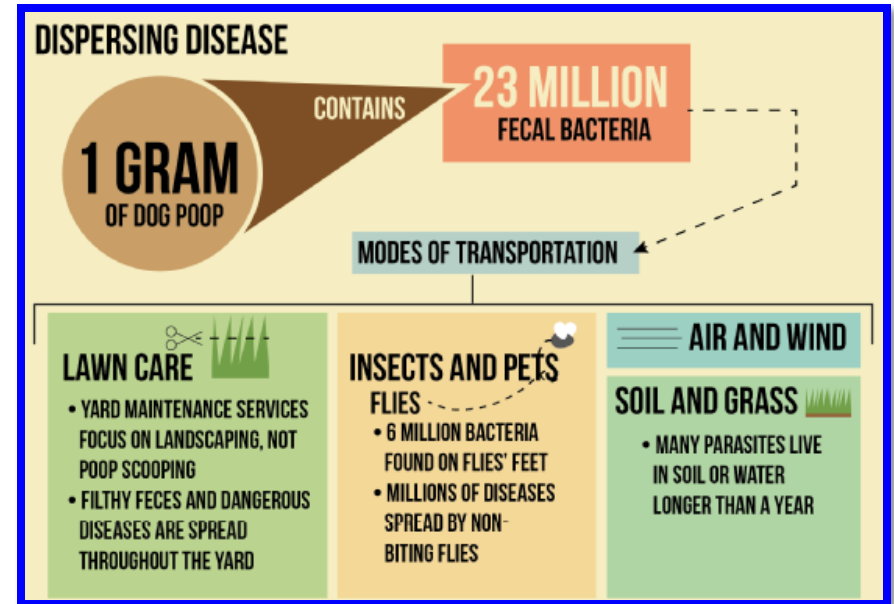 DISPERSING DISEASE
1 GRAM
OF DOG POOP
CONTAINS
23 MILLION
FECAL BACTERIA
MODES OF TRANSPORTATION
LAWN CARE
• YARD MAINTENANCE SERVICES
FOCUS ON LANDSCAPING, NOT
POOP SCOOPING
• FILTHY FECES AND DANGEROUS
DISEASES ARE SPREAD
THROUGHOUT THE YARD
INSECTS AND PETS
FLIES
• 6 MILLION BACTERIA
FOUND ON FLIES' FEET
• MILLIONS OF DISEASES
SPREAD BY NON-
BITING FLIES
AIR AND WIND
SOIL AND GRASS
• MANY PARASITES LIVE
IN SOIL OR WATER
LONGER THAN A YEAR